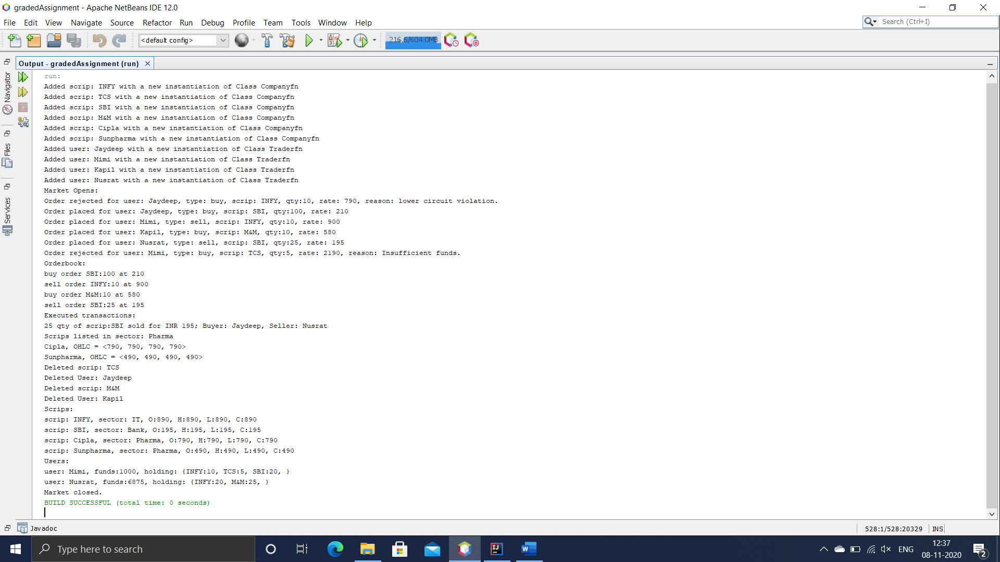 gradedAssignment - Apache NetBeans IDE 12.0
File Edit View Navigate Source Refactor Run Debug Profile Team Tools Window Help
Search (Ctrl+I)
<default config>
216.6/604.0MB
Output - gradedAssignment (run)
Navigator
Files
Services
run:
Added scrip: INFY with a new instantiation of Class Companyfn
Added scrip: TCS with a new instantiation of Class Companyfn
Added scrip: SBI with a new instantiation of Class Companyfn
Added scrip: M&M with a new instantiation of Class Companyfn
Added scrip: Cipla with a new instantiation of Class Companyfn
Added scrip: Sunpharma with a new instantiation of Class Companyfn
Added user: Jaydeep with a new instantiation of Class Traderfn
Added user: Mimi with a new instantiation of Class Traderfn
Added user: Kapil with a new instantiation of Class Traderfn
Added user: Nusrat with a new instantiation of Class Traderfn
Market Opens:
Order rejected for user: Jaydeep, type: buy, scrip: INFY, qty:10, rate: 790, reason: lower circuit violation.
Order placed for user: Jaydeep, type: buy, scrip: SBI, qty:100, rate: 210
Order placed for user: Mimi, type: sell, scrip: INFY, qty:10, rate: 900
Order placed for user: Kapil, type: buy, scrip: M&M, qty:10, rate: 580
Order placed for user: Nusrat, type: sell, scrip: SBI, qty:25, rate: 195
Order rejected for user: Mimi, type: buy, scrip: TCS, qty:5, rate: 2190, reason: Insufficient funds.
Orderbook:
buy order SBI:100 at 210
sell order INFY:10 at 900
buy order M&M:10 at 580
sell order SBI:25 at 195
Executed transactions:
25 qty of scrip:SBI sold for INR 195; Buyer: Jaydeep, Seller: Nusrat
Scrips listed in sector: Pharma
Cipla, OHLC = <790, 790, 790, 790>
Sunpharma, OHLC = <490, 490, 490, 490>
Deleted scrip: TCS
Deleted User: Jaydeep
Deleted scrip: M&M
Deleted User: Kapil
Scrips:
scrip: INFY, sector: IT, O:890, H:890, L:890, C:890
scrip: SBI, sector: Bank, O:195, H:195, L:195, C:195
scrip: Cipla, sector: Pharma, O:790, H:790, L:790, C:790
scrip: Sunpharma, sector: Pharma, O:490, H:490, L:490, C:490
Users:
user: Mimi, funds:1000, holding: {INFY:10, TCS:5, SBI:20, }
user: Nusrat, funds:6875, holding: {INFY:20, M&M:25, }
Market closed.
BUILD SUCCESSFUL (total time: 0 seconds)
Javadoc
528:1/528:20329 INS
Type here to search
ENG
12:37
08-11-2020
2